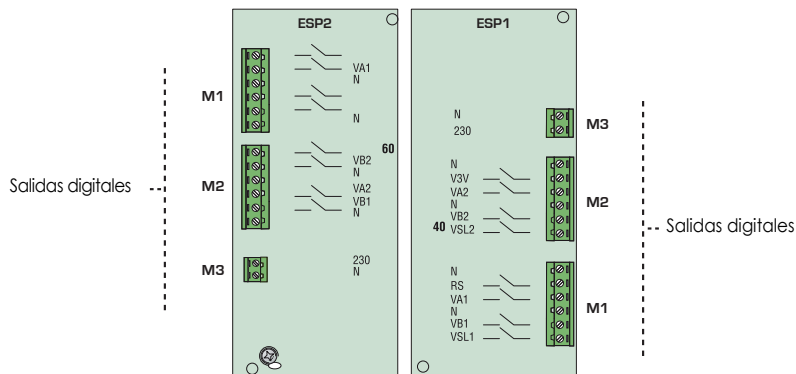 ESP2
M1
VA1
N
N
M2
60
VB2
N
VA2
VB1
N
M3
230
N
Salidas digitales
ESP1
N
230
M3
N
V3V
VA2
N
VB2
40 VSL2
M2
N
RS
VA1
N
VB1
VSL1
M1
Salidas digitales